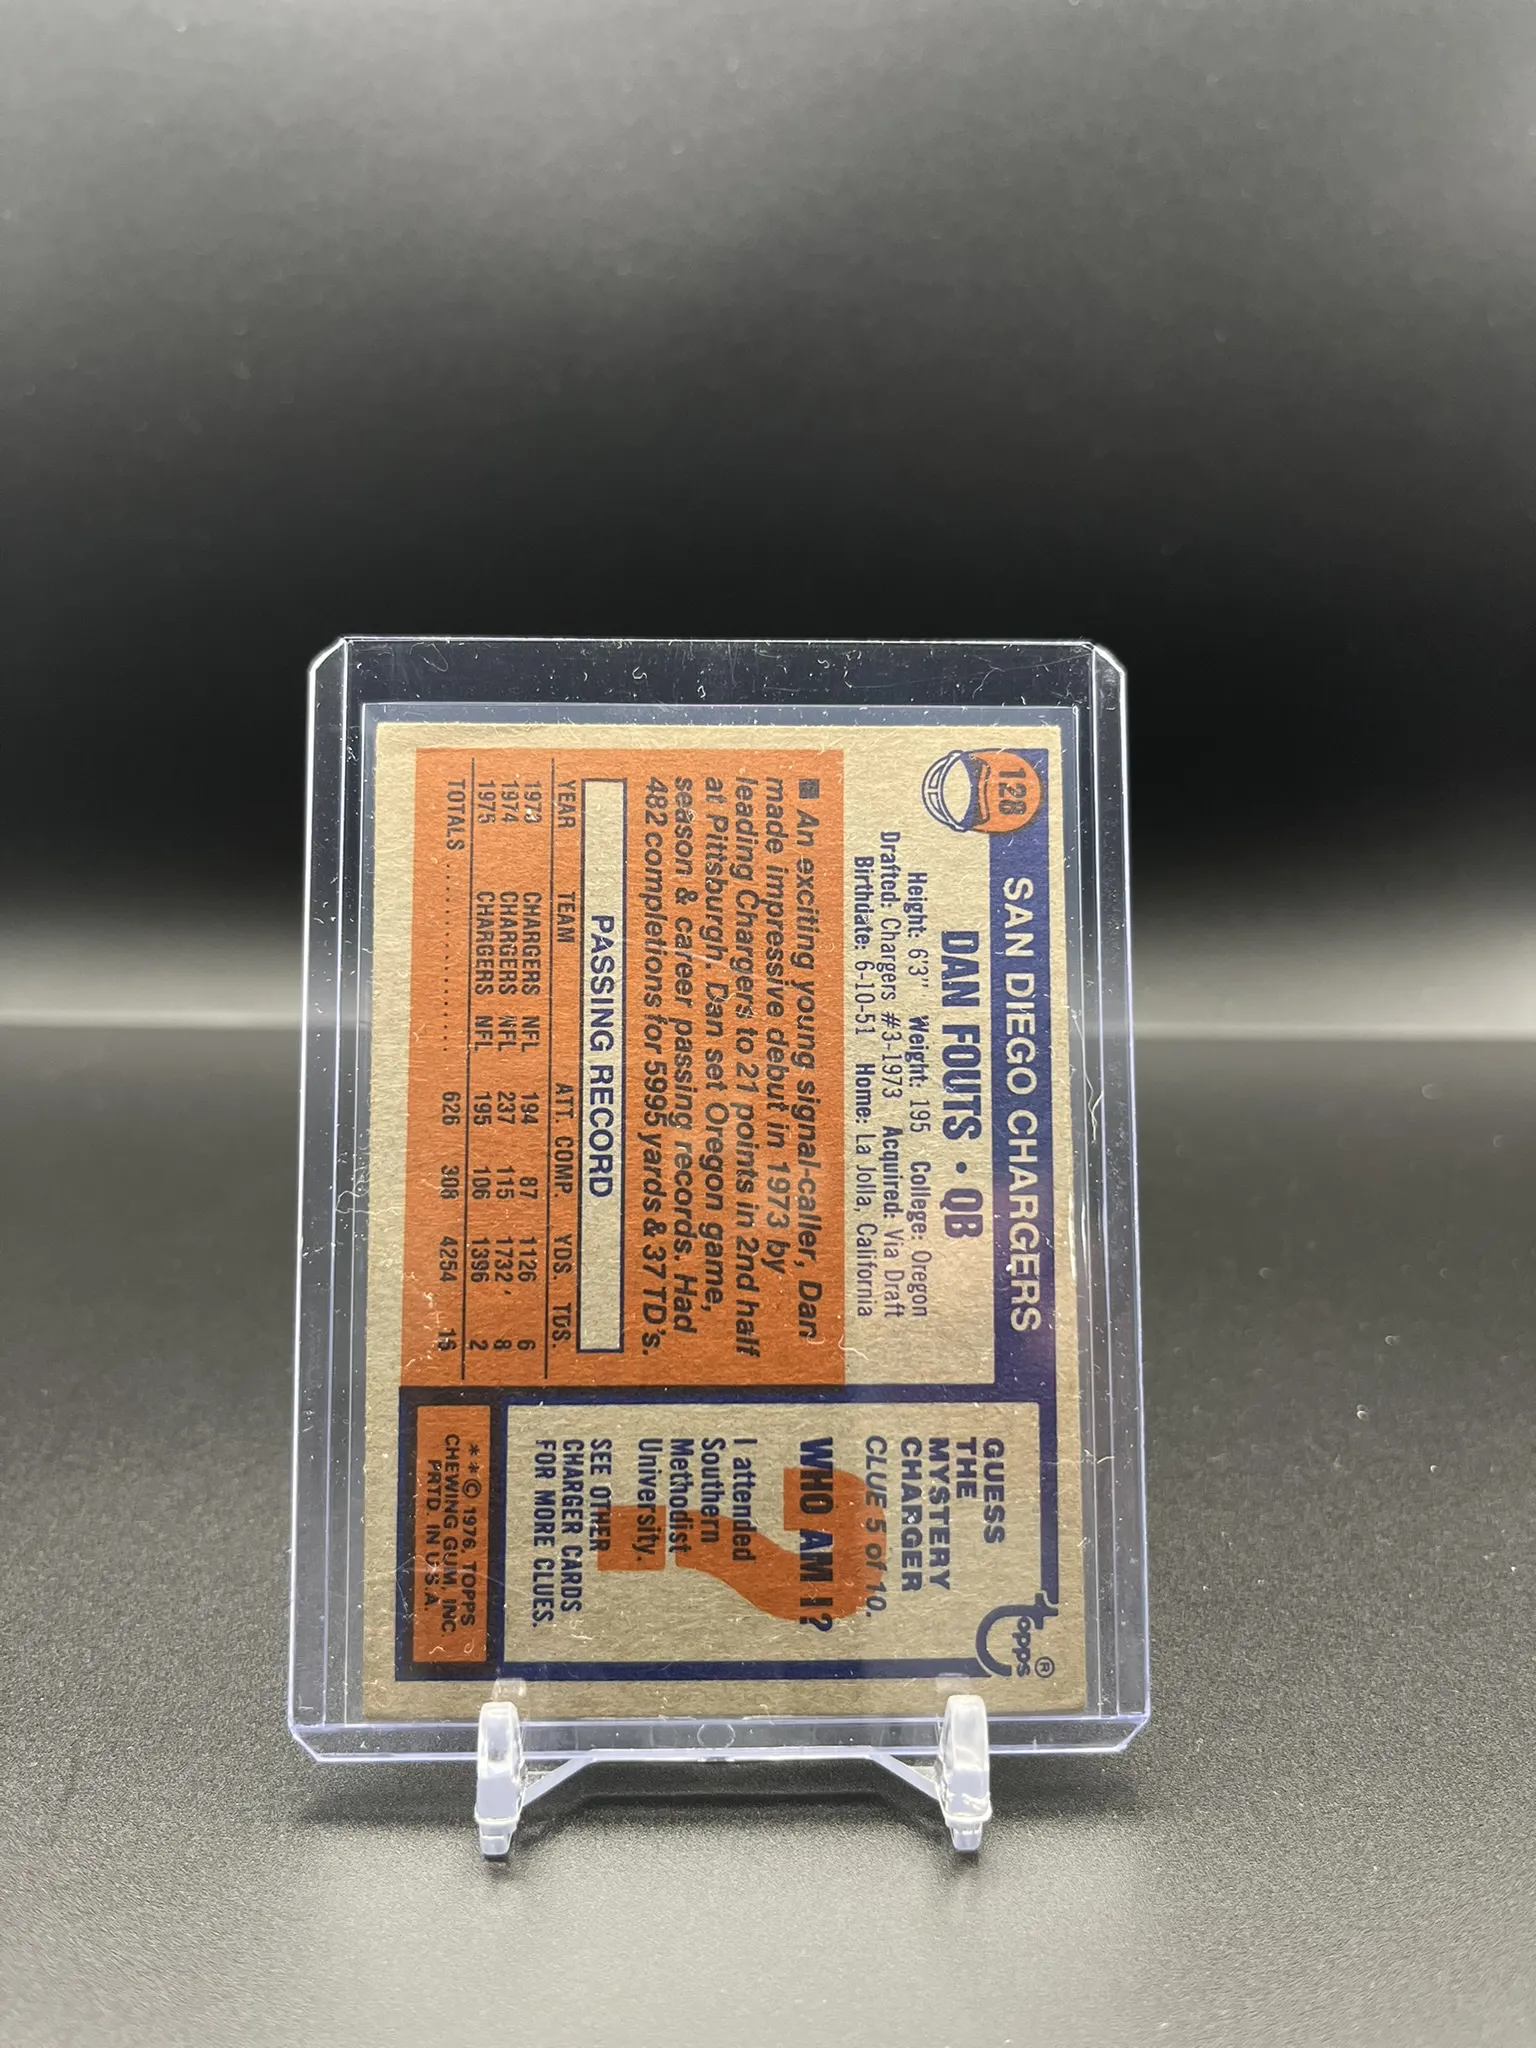 128
SAN DIEGO CHARGERS
DAN FOUTS • QB
Height: 6'3" Weight: 195 College: Oregon
Drafted: Chargers #3-1973 Acquired: Via Draft
Birthdate: 6-10-51 Home: La Jolla, California
■ An exciting young signal-caller, Dan
made impressive debut in 1973 by
leading Chargers to 21 points in 2nd half
at Pittsburgh. Dan set Oregon game,
season & career passing records. Had
482 completions for 5995 yards & 37 TD's.
PASSING RECORD
YEAR TEAM ATT. COMP. YDS. TDS.
1973 CHARGERS NFL 194 87 1126 6
1974 CHARGERS NFL 237 115 1732 8
1975 CHARGERS NFL 195 106 1396 2
TOTALS .................... 626 308 4254 16
Topps®
GUESS
THE
MYSTERY
CHARGER
CLUE 5 of 10.
WHO AM I?
?
I attended
Southern
Methodist
University.
SEE OTHER
CHARGER CARDS
FOR MORE CLUES.
**© 1976, TOPPS
CHEWING GUM, INC.
PRTD. IN U.S.A.